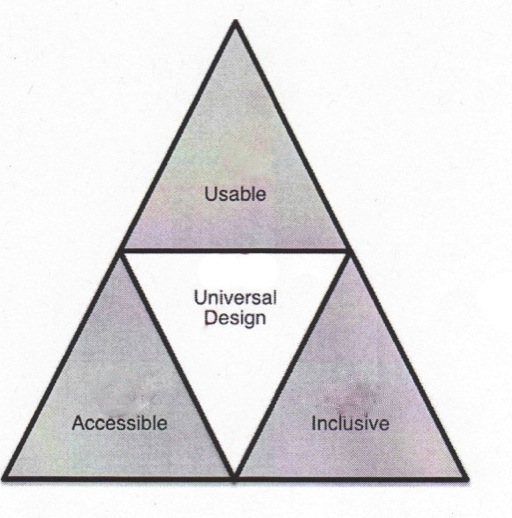 Usable
Universal
Design
Accessible
Inclusive